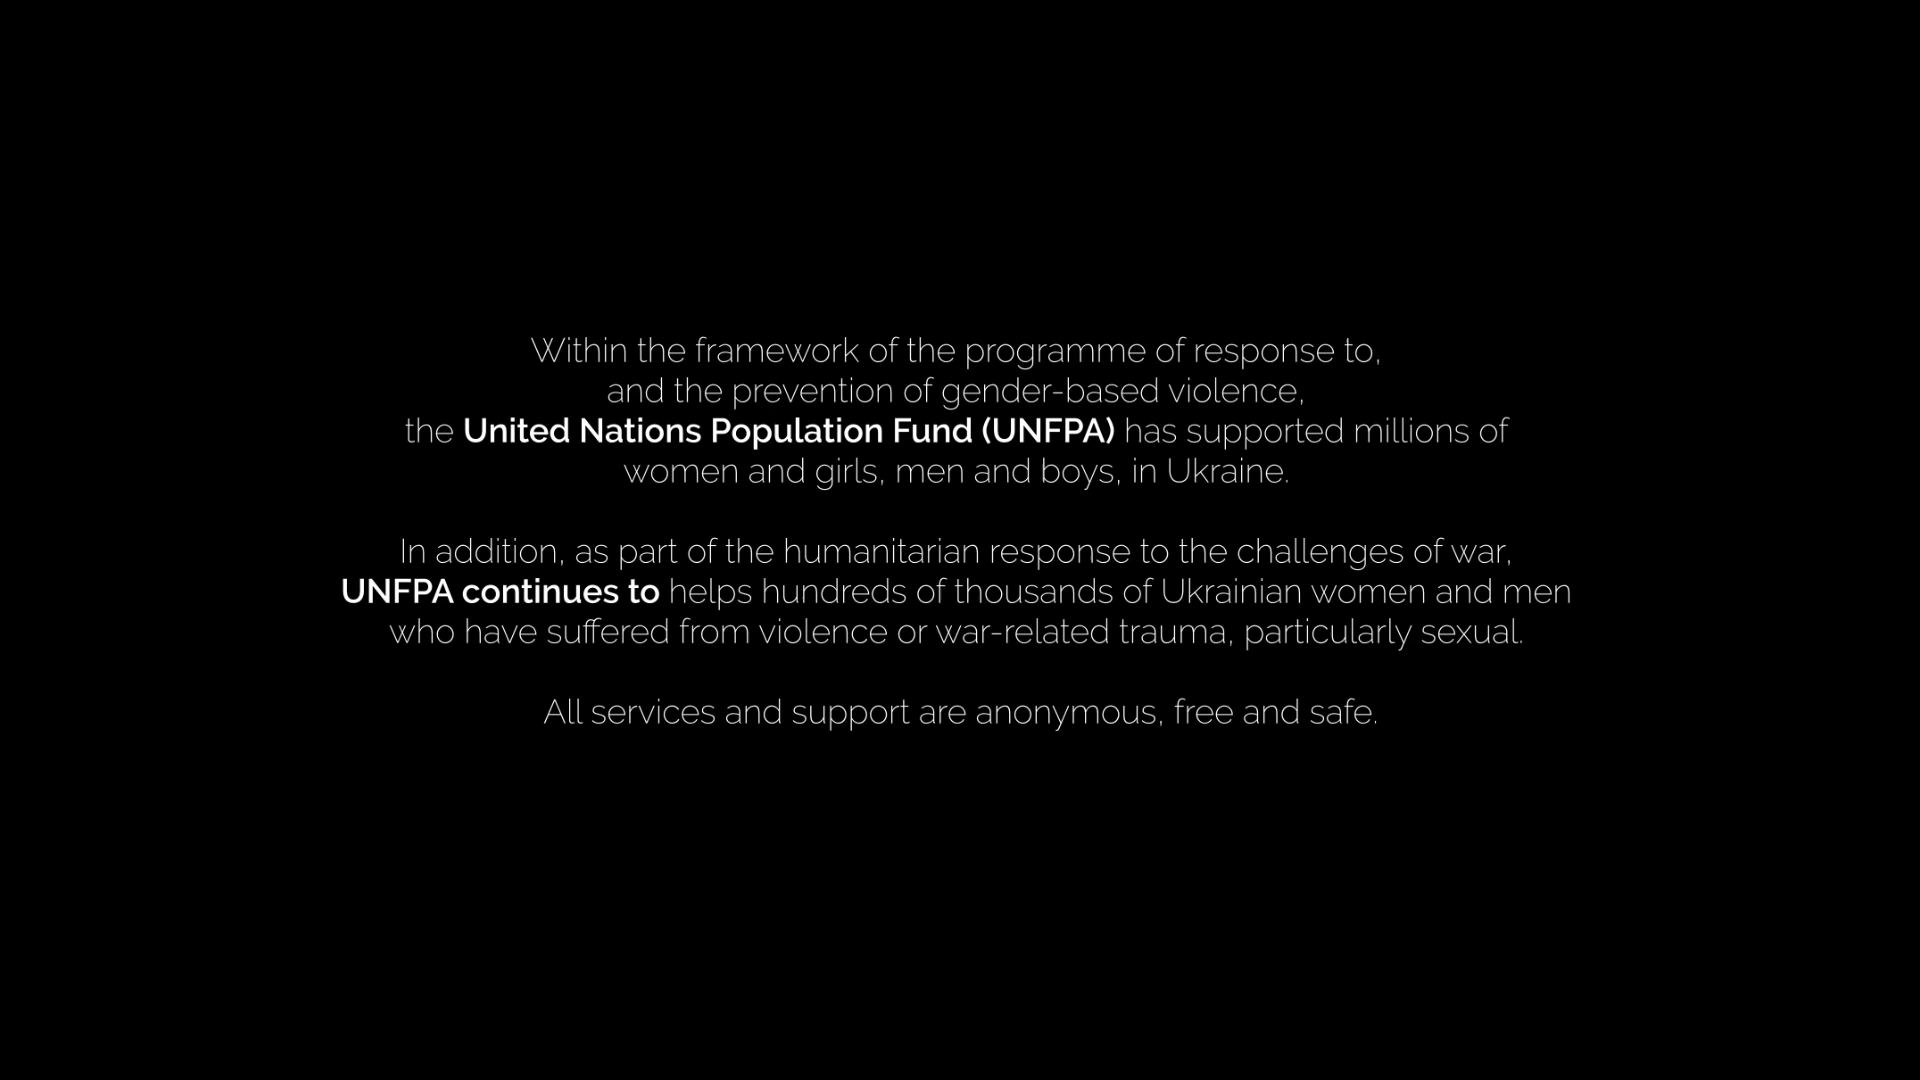 Within the framework of the programme of response to,
and the prevention of gender-based violence,
the United Nations Population Fund (UNFPA) has supported millions of
women and girls, men and boys, in Ukraine.
In addition, as part of the humanitarian response to the challenges of war,
UNFPA continues to helps hundreds of thousands of Ukrainian women and men
who have suffered from violence or war-related trauma, particularly sexual.
All services and support are anonymous, free and safe.